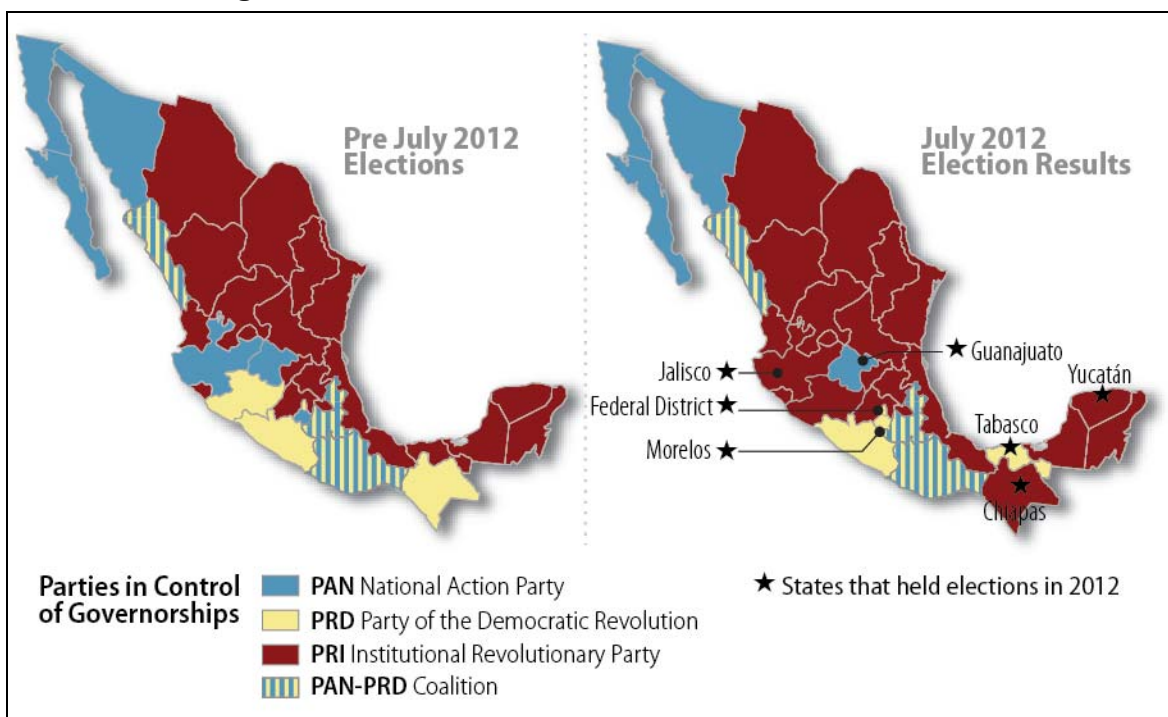 Pre July 2012
Elections
July 2012
Election Results
★ Guanajuato
Jalisco ★
Yucatán
★
Federal District ★
Tabasco
★
Morelos ★
★
Chiapas
Parties in Control
of Governorships
PAN National Action Party
PRD Party of the Democratic Revolution
PRI Institutional Revolutionary Party
PAN-PRD Coalition
★ States that held elections in 2012